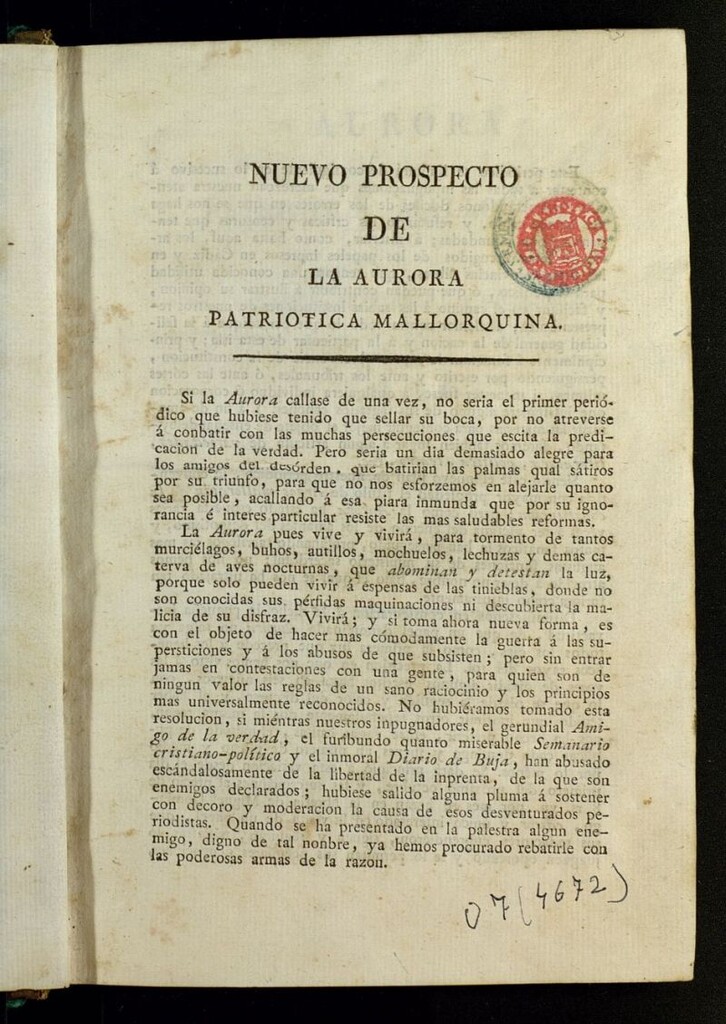 NUEVO PROSPECTO
DE
LA AURORA
PATRIOTICA MALLORQUINA.
Si la Aurora callase de una vez, no seria el primer perió-
dico que hubiese tenido que sellar su boca, por no atreverse
á conbatir con las muchas persecuciones que escita la predi-
cacion de la verdad. Pero seria un dia demasiado alegre para
los amigos del desórden, que batirian las palmas qual sátiros
por su triunfo, para que no nos esforzemos en alejarle quanto
sea posible, acallando á esa piara inmunda que por su igno-
rancia é interes particular resiste las mas saludables reformas.
La Aurora pues vive y vivirá, para tormento de tantos
murciélagos, buhos, autillos, mochuelos, lechuzas y demas ca-
terva de aves nocturnas, que abominan y detestan la luz,
porque solo pueden vivir á espensas de las tinieblas, donde no
son conocidas sus pérfidas maquinaciones ni descubierta la ma-
licia de su disfraz. Vivirá; y si toma ahora nueva forma, es
con el objeto de hacer mas cómodamente la guerra á las su-
persticiones y á los abusos de que subsisten; pero sin entrar
jamas en contestaciones con una gente, para quien son de
ningun valor las reglas de un sano raciocinio y los principios
mas universalmente reconocidos. No hubiéramos tomado esta
resolucion, si miéntras nuestros inpugnadores, el gerundial Ami-
go de la verdad, el furibundo quanto miserable Semanario
cristiano-político y el inmoral Diario de Buja, han abusado
escándalosamente de la libertad de la inprenta, de la que son
enemigos declarados; hubiese salido alguna pluma á sostener
con decoro y moderacion la causa de esos desventurados pe-
riodistas. Quando se ha presentado en la palestra algun ene-
migo, digno de tal nonbre, ya hemos procurado rebatirle con
las poderosas armas de la razon.
07(4672)